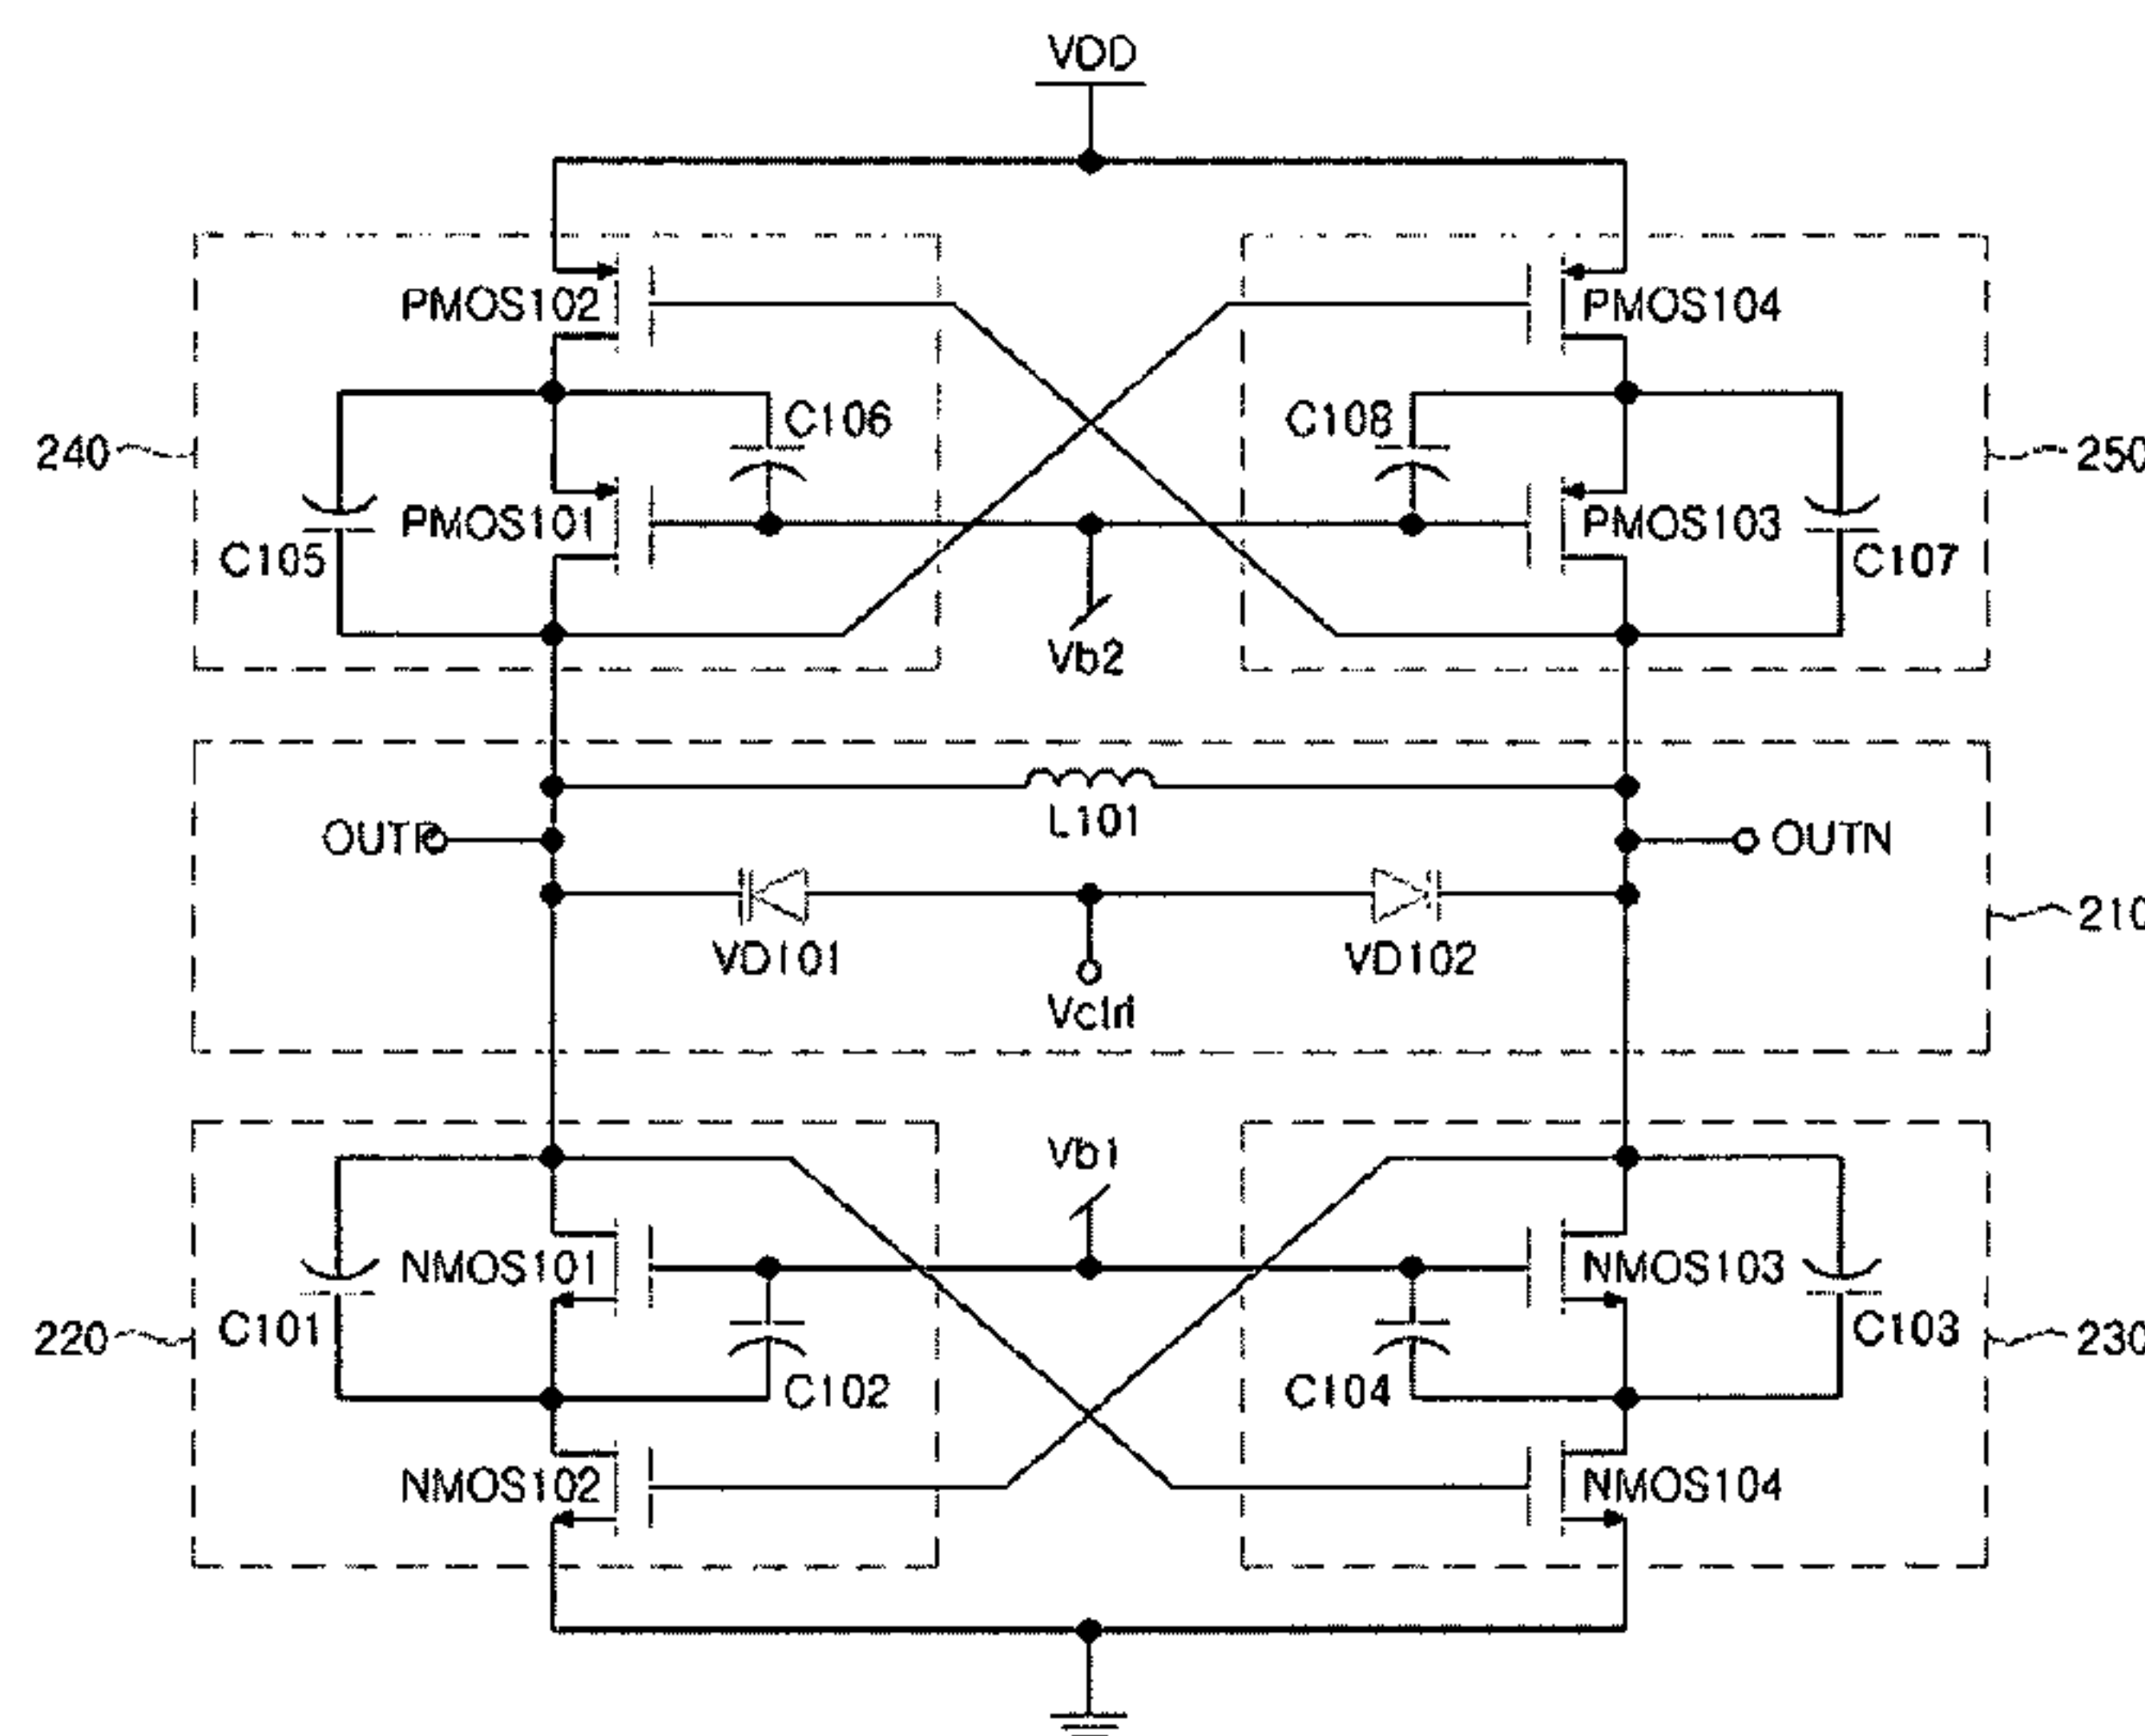 VDD
PMOS102
PMOS104
C106
C108
240
250
PMOS101
PMOS103
C105
C107
Vb2
L101
OUTP
OUTN
210
VD101
VD102
Vctrl
Vb1
NMOS101
NMOS103
C101
C103
220
230
C102
C104
NMOS102
NMOS104